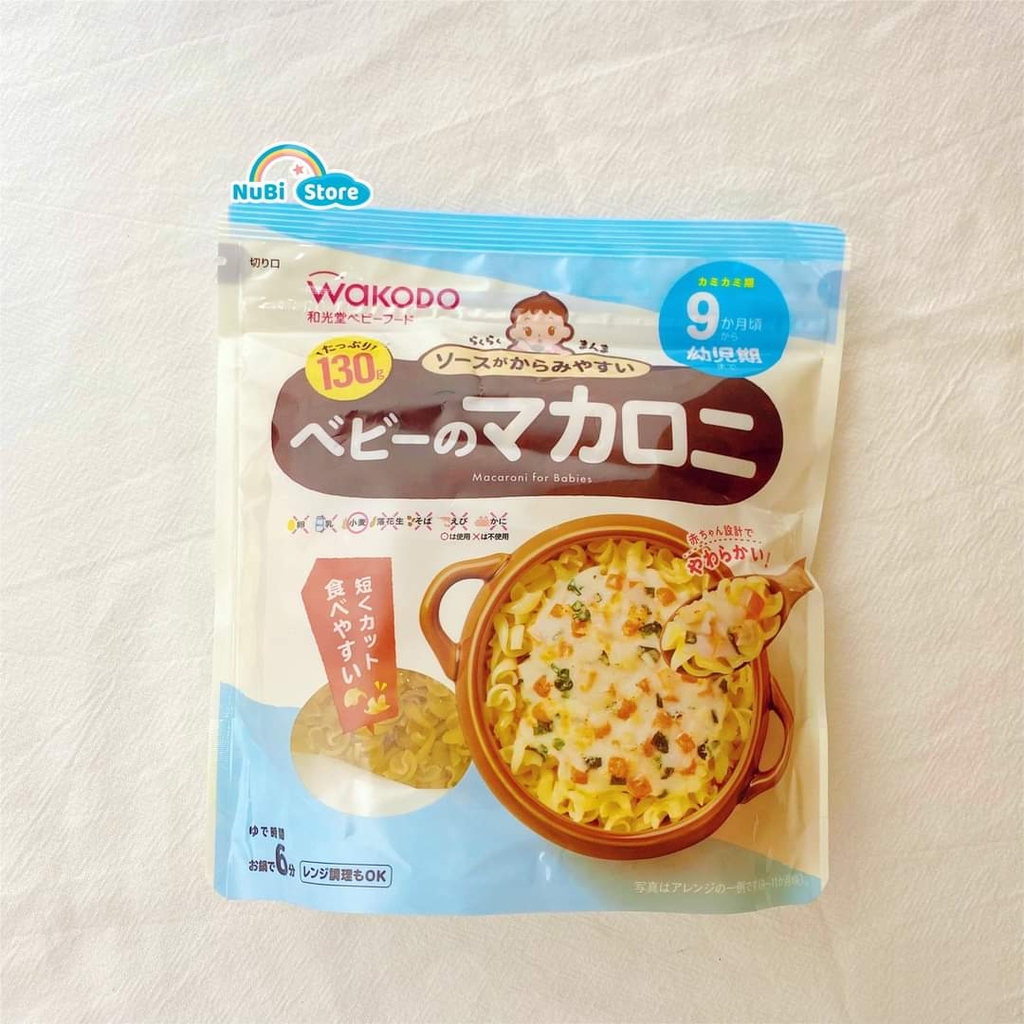 NuBi Store
切り口
WAKODO
和光堂ベビーフード
カミカミ期
9か月頃
から
幼児期
まで
たっぷり!
130g
らくらく まんま
ソースがからみやすい
ベビーのマカロニ
Macaroni for Babies
卵 乳 小麦 落花生 そば えび かに
○は使用 ×は不使用
赤ちゃん設計で
やわらかい!
短くカット
食べやすい
ゆで時間
お鍋で6分
レンジ調理もOK
写真はアレンジの一例です